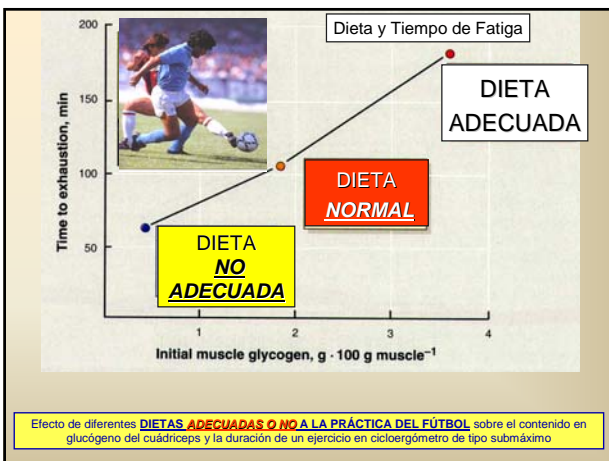 Dieta y Tiempo de Fatiga
200
150
100
50
Time to exhaustion, min
DIETA
ADECUADA
DIETA
NORMAL
DIETA
NO
ADECUADA
1 2 3 4
Initial muscle glycogen, g · 100 g muscle⁻¹
Efecto de diferentes DIETAS ADECUADAS O NO A LA PRÁCTICA DEL FÚTBOL sobre el contenido en
glucógeno del cuádriceps y la duración de un ejercicio en cicloergómetro de tipo submáximo